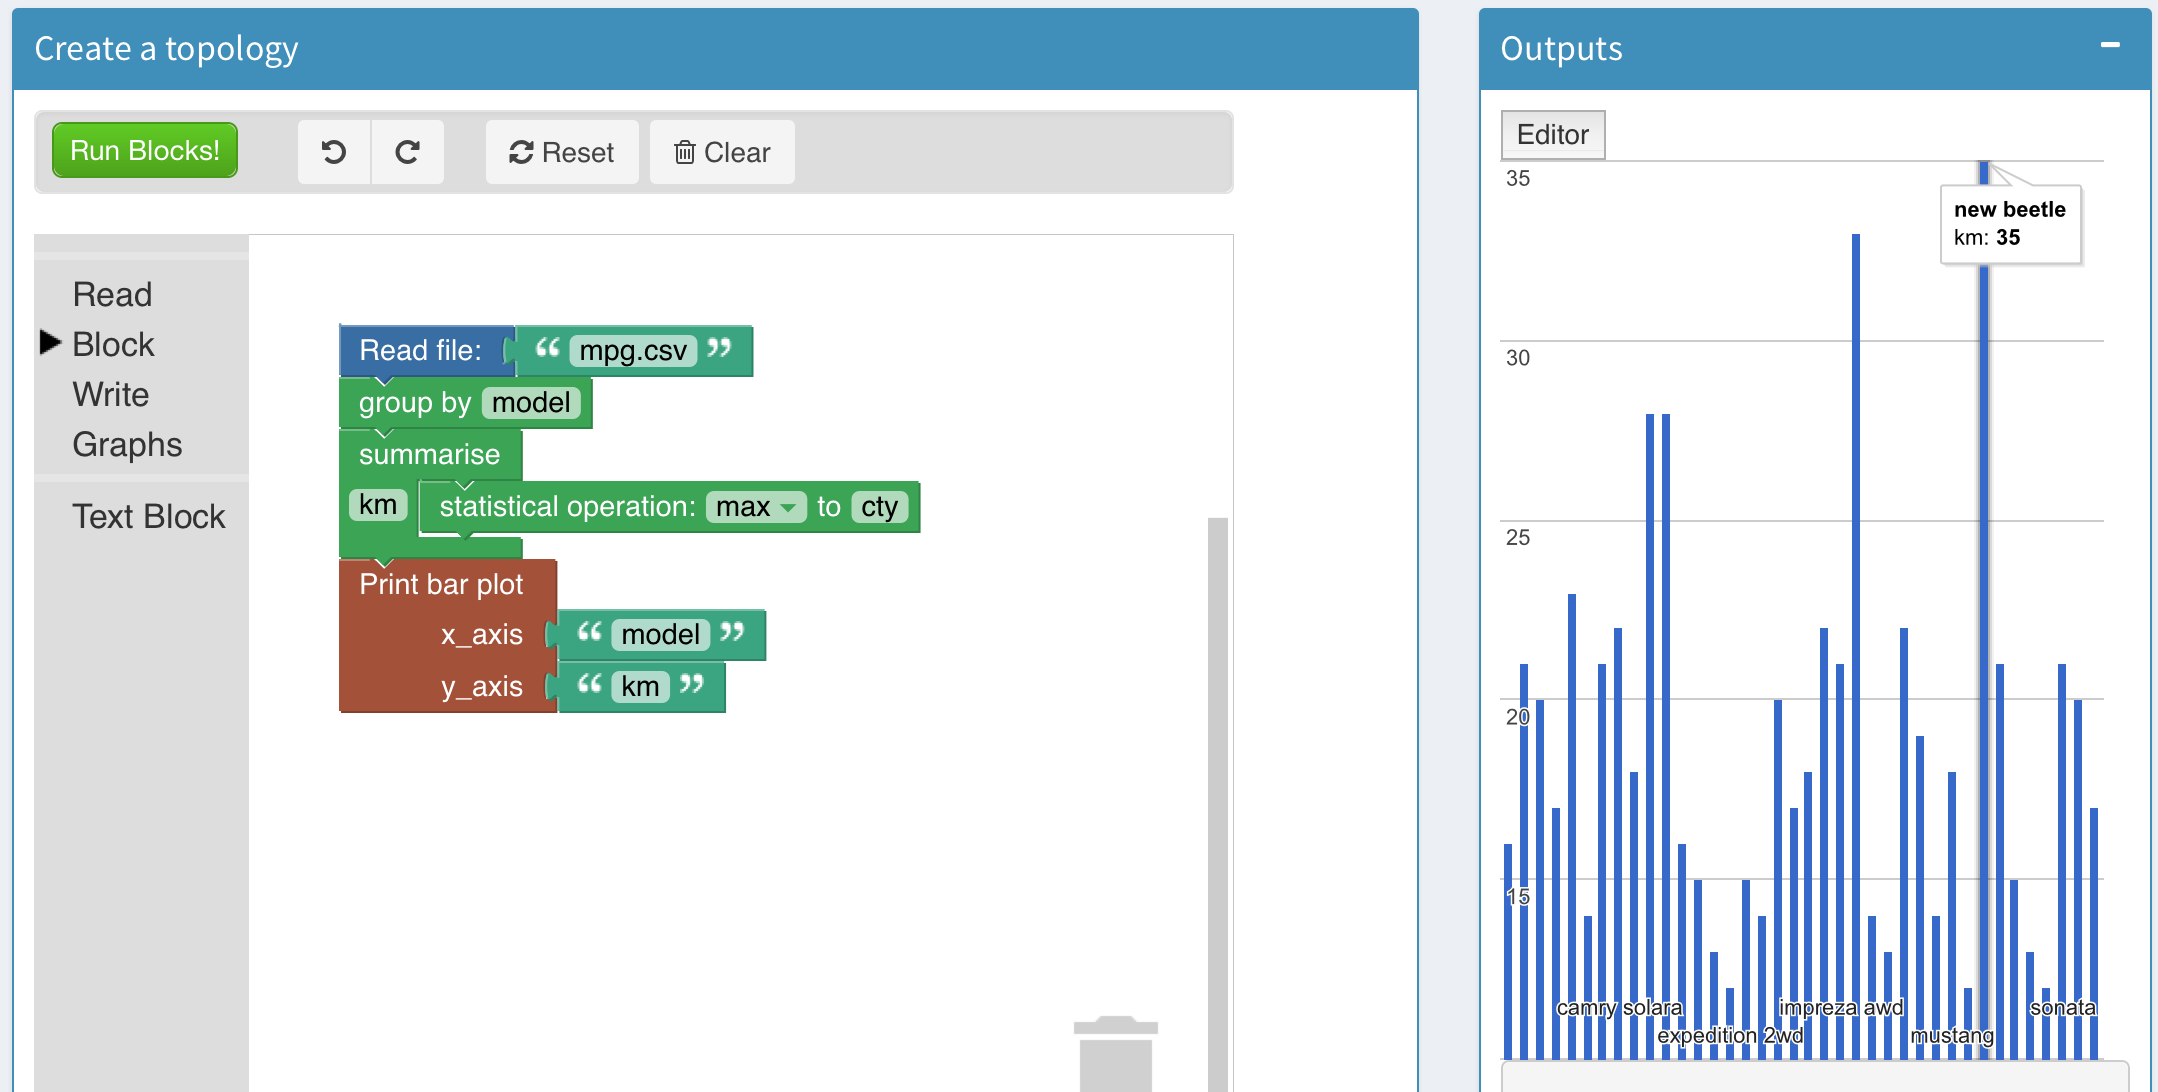 Create a topology
Run Blocks!
Reset
Clear
Read
Block
Write
Graphs
Text Block
Read file: “ mpg.csv ”
group by model
summarise
km statistical operation: max to cty
Print bar plot
x_axis “ model ”
y_axis “ km ”
Outputs
Editor
35
new beetle
km: 35
30
25
20
15
camry solara impreza awd sonata
expedition 2wd mustang